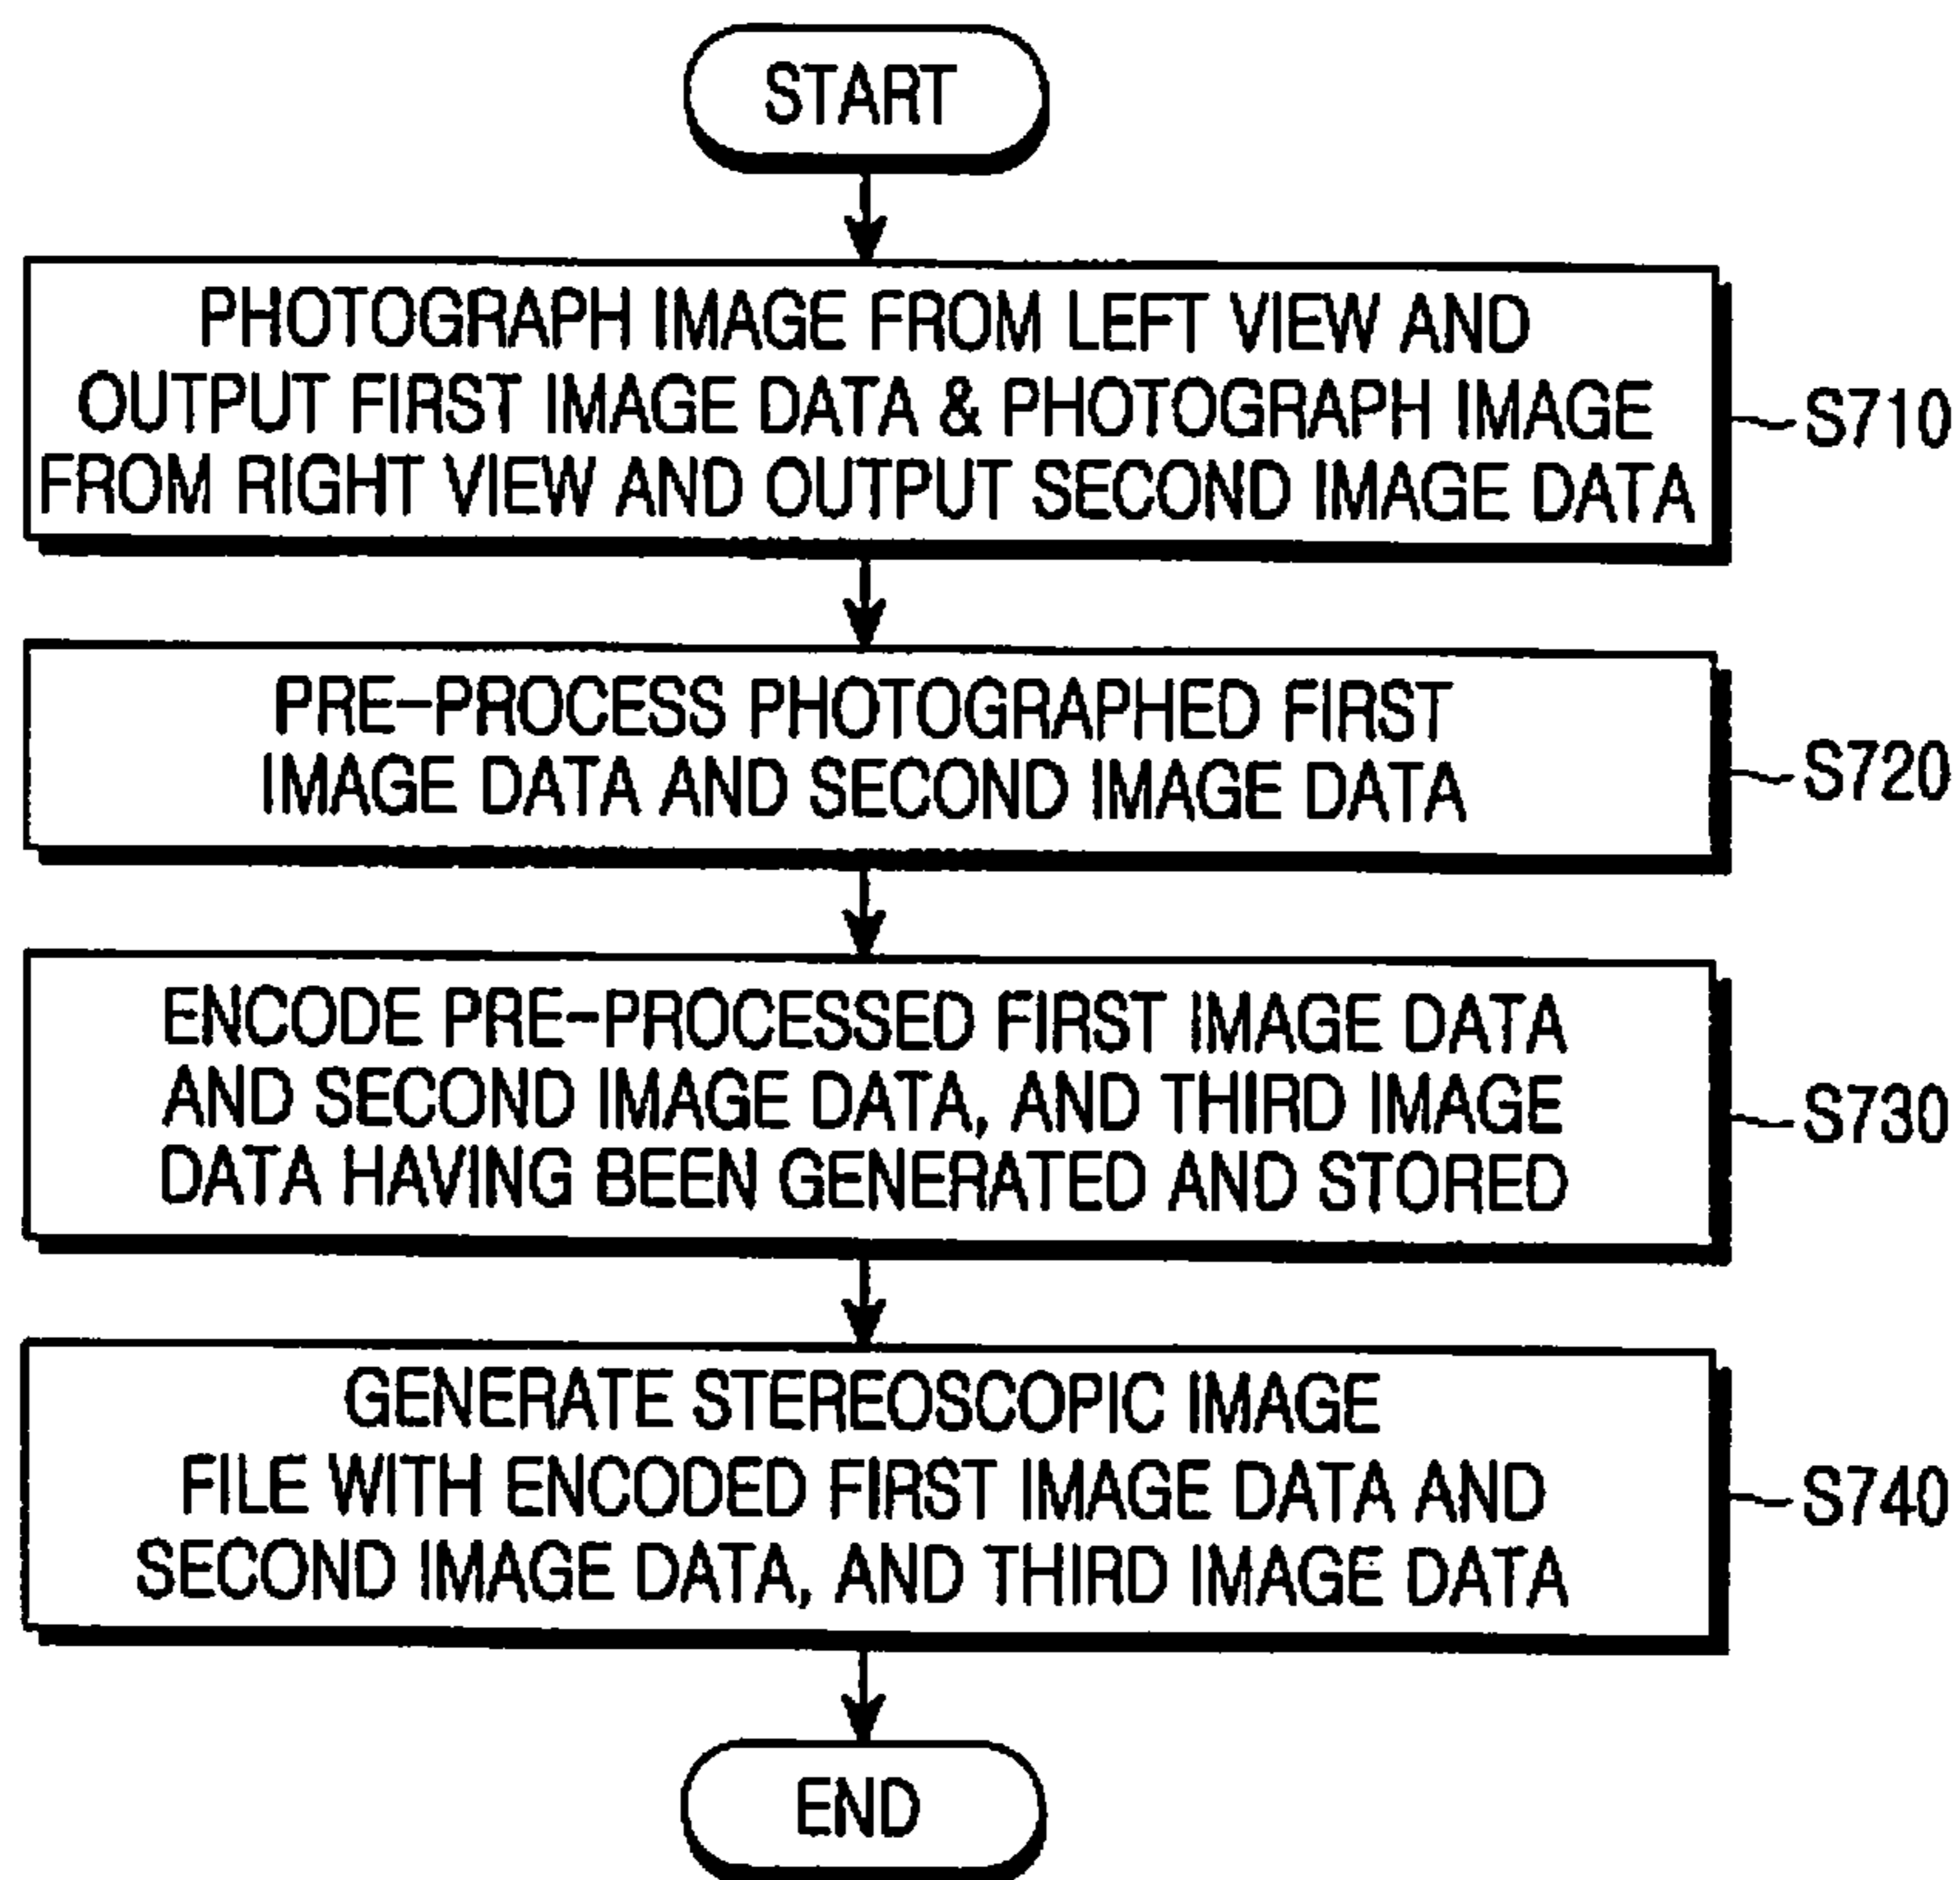 START
PHOTOGRAPH IMAGE FROM LEFT VIEW AND
OUTPUT FIRST IMAGE DATA & PHOTOGRAPH IMAGE
FROM RIGHT VIEW AND OUTPUT SECOND IMAGE DATA
S710
PRE-PROCESS PHOTOGRAPHED FIRST
IMAGE DATA AND SECOND IMAGE DATA
S720
ENCODE PRE-PROCESSED FIRST IMAGE DATA
AND SECOND IMAGE DATA, AND THIRD IMAGE
DATA HAVING BEEN GENERATED AND STORED
S730
GENERATE STEREOSCOPIC IMAGE
FILE WITH ENCODED FIRST IMAGE DATA AND
SECOND IMAGE DATA, AND THIRD IMAGE DATA
S740
END